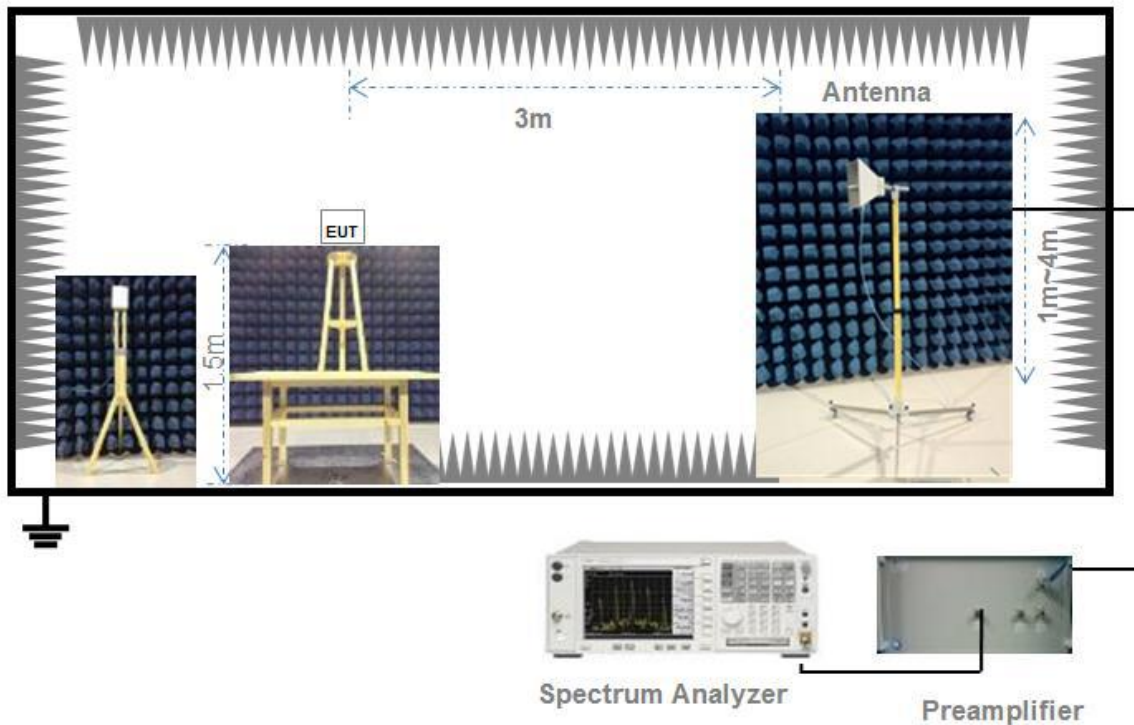 Antenna
3m
EUT
1.5m
1m~4m
Spectrum Analyzer
Preamplifier